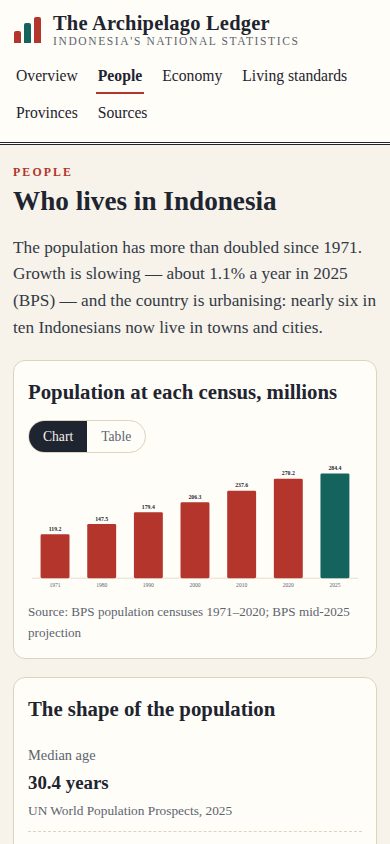 The Archipelago Ledger
INDONESIA'S NATIONAL STATISTICS
Overview People Economy Living standards
Provinces Sources
PEOPLE
Who lives in Indonesia
The population has more than doubled since 1971.
Growth is slowing — about 1.1% a year in 2025
(BPS) — and the country is urbanising: nearly six in
ten Indonesians now live in towns and cities.
Population at each census, millions
Chart Table
119.2 147.5 179.4 206.3 237.6 270.2 284.4
1971 1980 1990 2000 2010 2020 2025
Source: BPS population censuses 1971–2020; BPS mid-2025
projection
The shape of the population
Median age
30.4 years
UN World Population Prospects, 2025